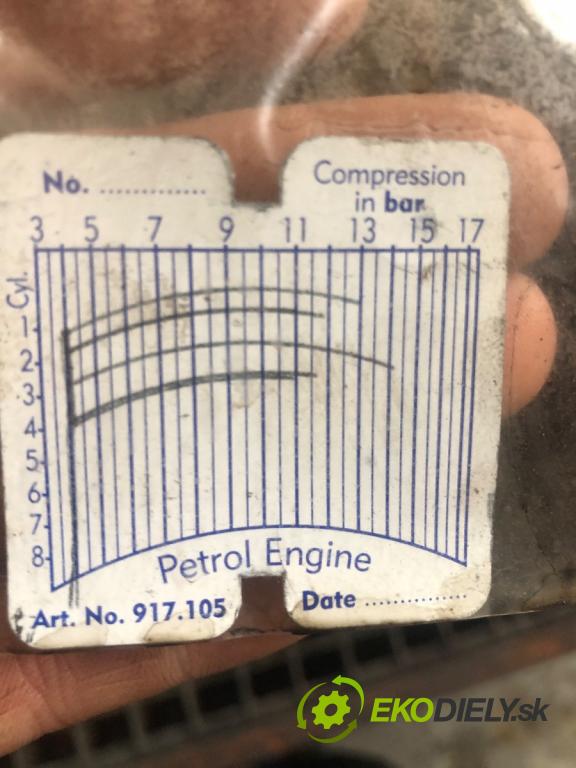 No. ..............
Compression
in bar
3 5 7 9 11 13 15 17
Cyl.
1
2
3
4
5
6
7
8
Petrol Engine
Art. No. 917.105
Date ................
EKODIELY.sk